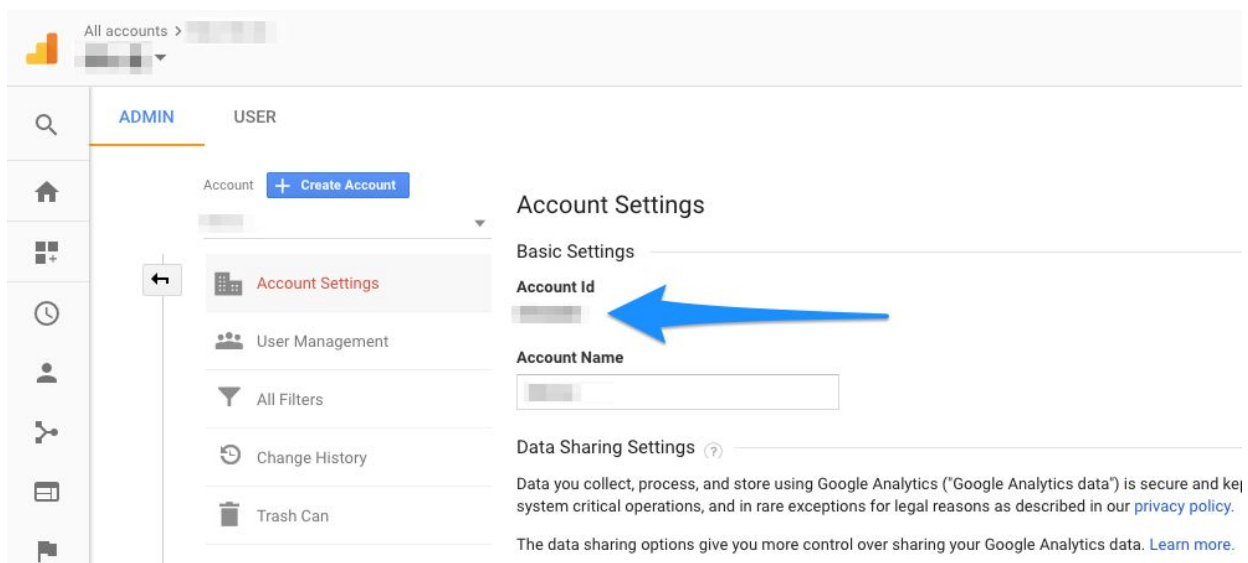 All accounts >
ADMIN USER
Account + Create Account
Account Settings
User Management
All Filters
Change History
Trash Can
Account Settings
Basic Settings
Account Id
Account Name
Data Sharing Settings ?
Data you collect, process, and store using Google Analytics ("Google Analytics data") is secure and
system critical operations, and in rare exceptions for legal reasons as described in our privacy policy.
The data sharing options give you more control over sharing your Google Analytics data. Learn more.